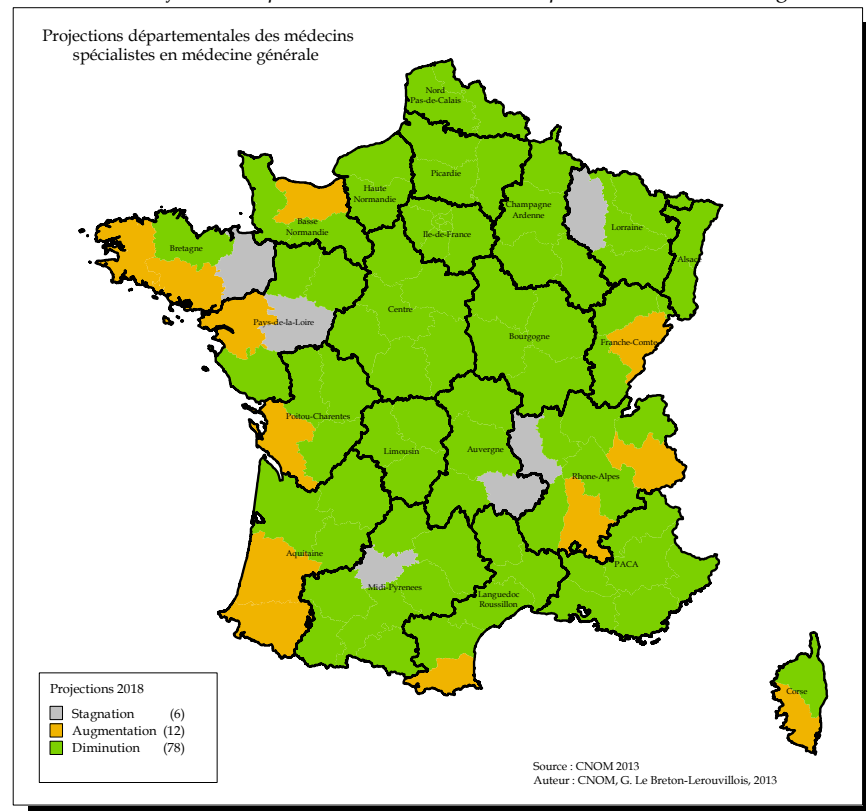 Projections départementales des médecins
spécialistes en médecine générale
Nord
Pas-de-Calais
Picardie
Haute
Normandie
Champagne
Ardenne
Basse
Normandie
Ile-de-France
Lorraine
Alsace
Bretagne
Centre
Pays-de-la-Loire
Bourgogne
Franche-Comte
Poitou-Charentes
Limousin
Auvergne
Rhone-Alpes
Aquitaine
Midi-Pyrenees
PACA
Languedoc
Roussillon
Corse
Projections 2018
Stagnation (6)
Augmentation (12)
Diminution (78)
Source : CNOM 2013
Auteur : CNOM, G. Le Breton-Lerouvillois, 2013